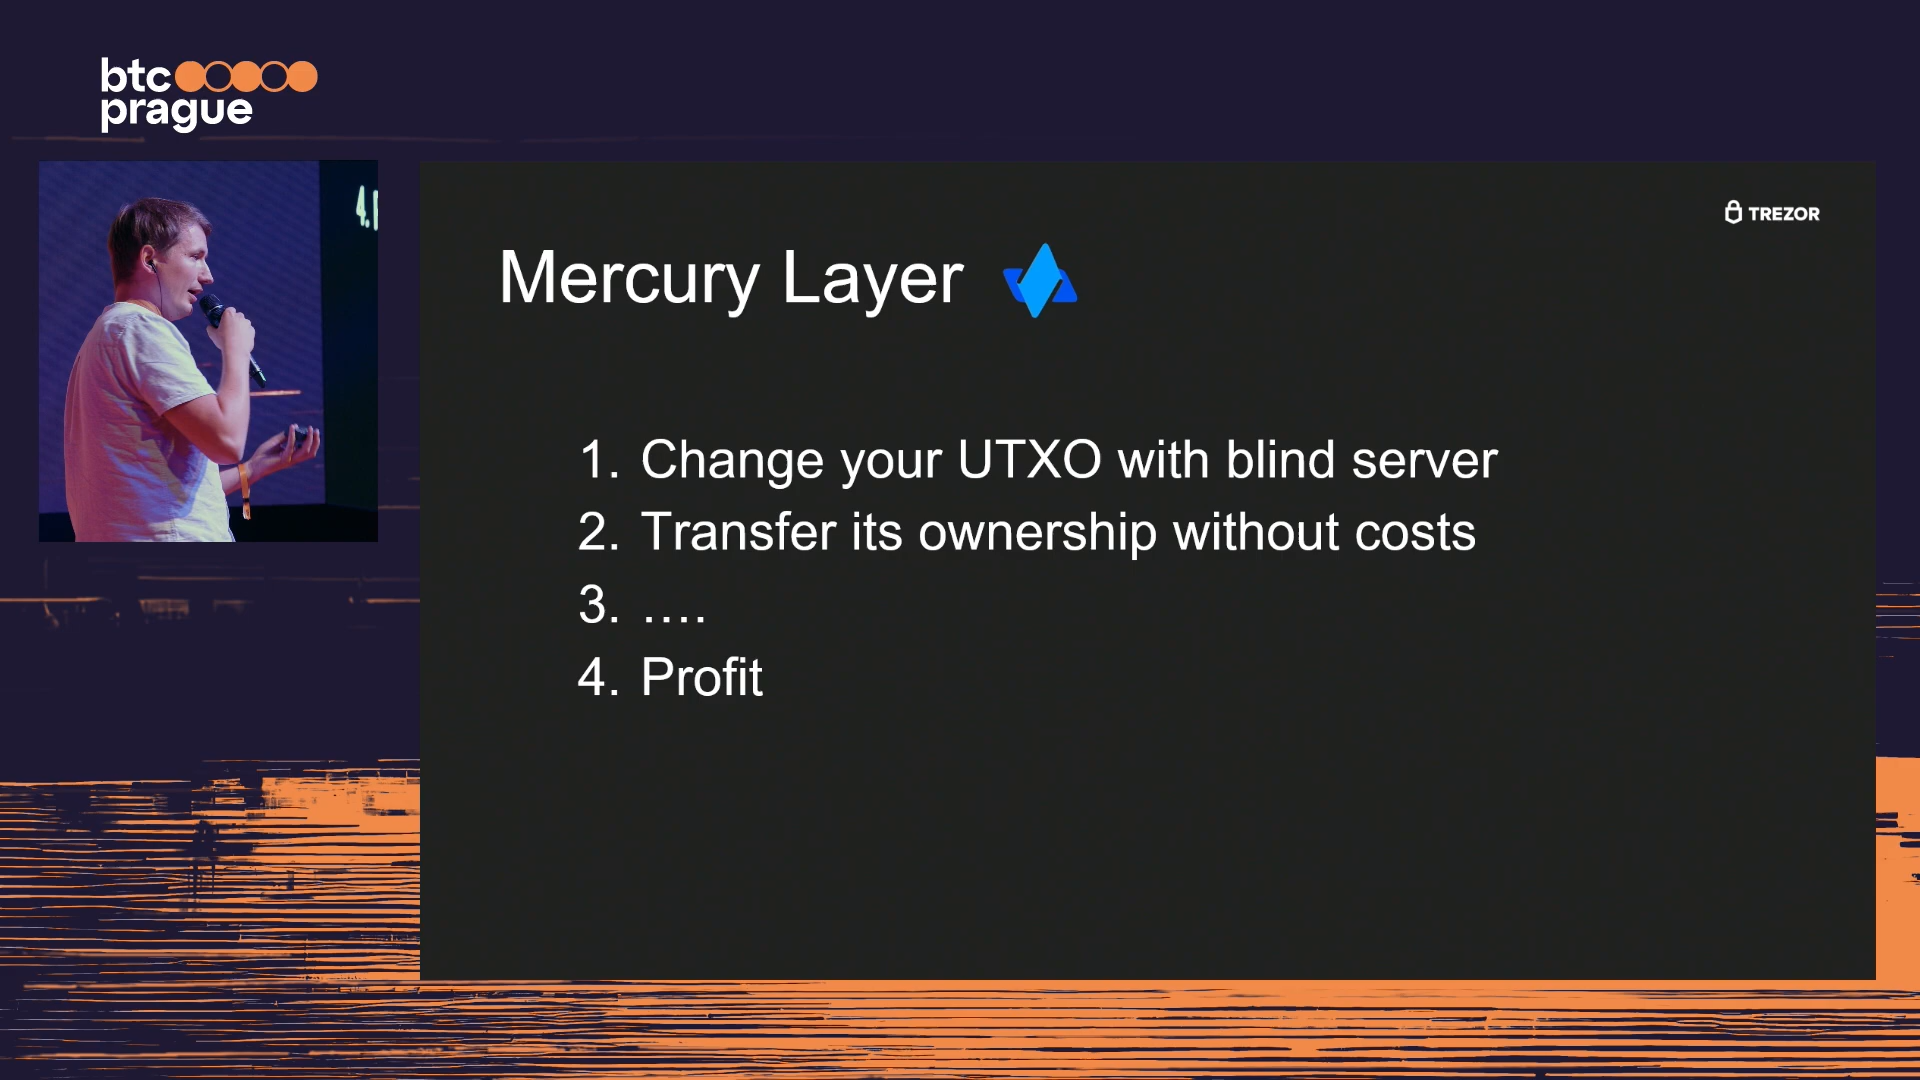 btc
prague
TREZOR
Mercury Layer
1. Change your UTXO with blind server
2. Transfer its ownership without costs
3. ....
4. Profit
4.